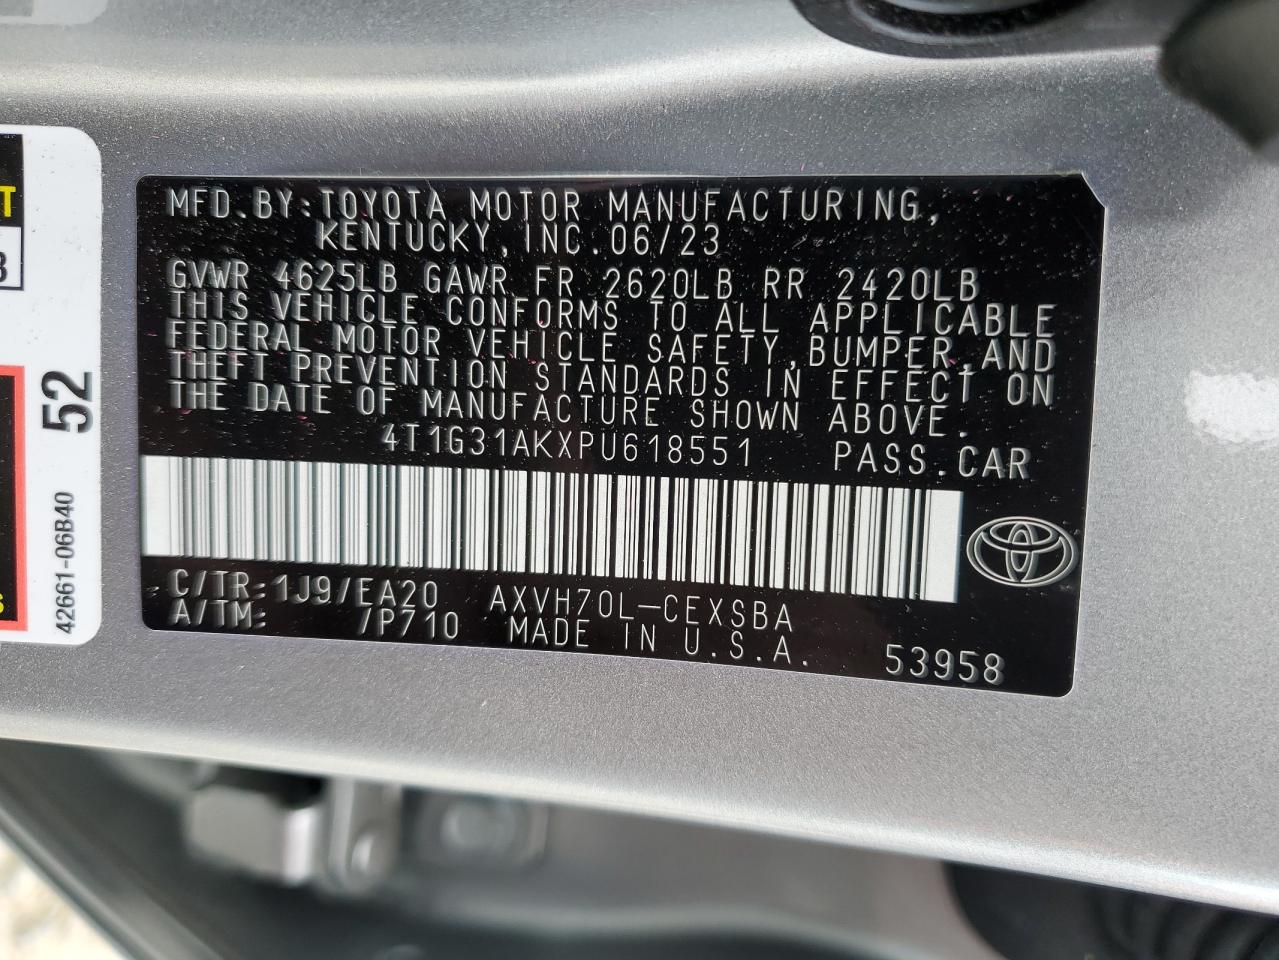 MFD.BY:TOYOTA MOTOR MANUFACTURING,
KENTUCKY,INC.06/23
GVWR 4625LB GAWR FR 2620LB RR 2420LB
THIS VEHICLE CONFORMS TO ALL APPLICABLE
FEDERAL MOTOR VEHICLE SAFETY,BUMPER,AND
THEFT PREVENTION STANDARDS IN EFFECT ON
THE DATE OF MANUFACTURE SHOWN ABOVE.
4T1G31AKXPU618551 PASS.CAR
C/TR:1J9/EA20 AXVH70L-CEXSBA
A/TM: /P710 MADE IN U.S.A. 53958
T
3
52
42661-06B40